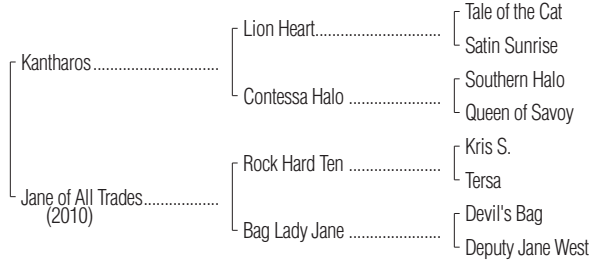 Tale of the Cat
Lion Heart
Satin Sunrise
Kantharos
Southern Halo
Contessa Halo
Queen of Savoy
Kris S.
Rock Hard Ten
Tersa
Jane of All Trades
(2010)
Devil's Bag
Bag Lady Jane
Deputy Jane West